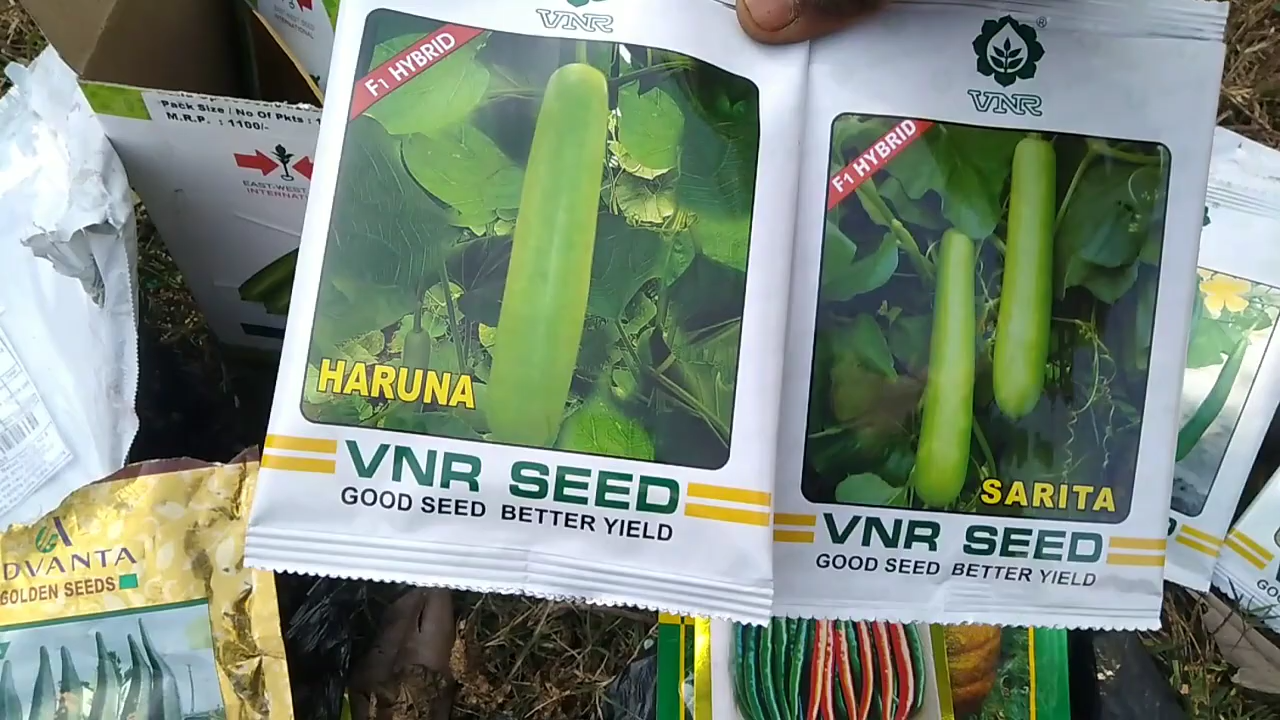 VNR
F1 HYBRID
HARUNA
VNR SEED
GOOD SEED BETTER YIELD
VNR
F1 HYBRID
SARITA
VNR SEED
GOOD SEED BETTER YIELD
Pack Size / No Of Pkts :
M.R.P. : 1100/-
EAST-WEST
DVANTA
GOLDEN SEEDS